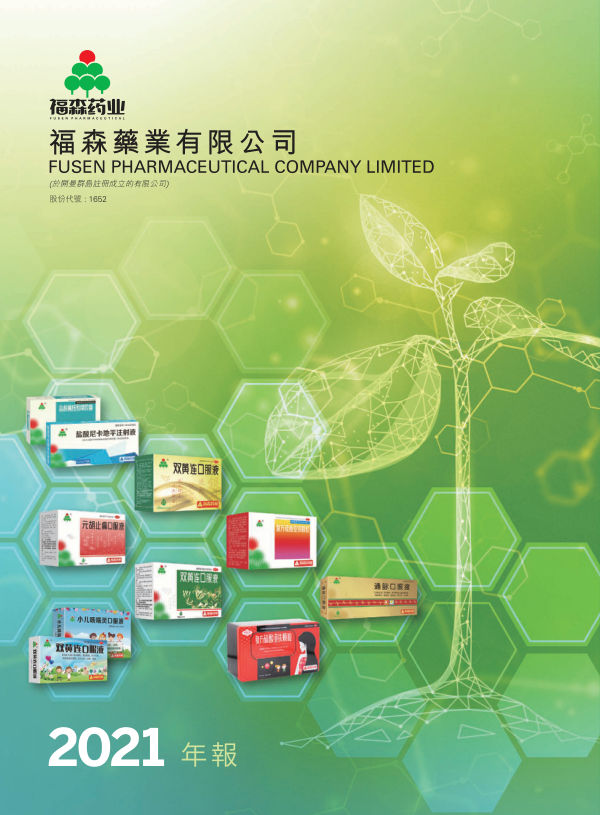 福森药业
FUSEN PHARMACEUTICAL
福森藥業有限公司
FUSEN PHARMACEUTICAL COMPANY LIMITED
(於開曼群島註冊成立的有限公司)
股份代號 : 1652
盐酸尼卡地平注射液
双黄连口服液
元胡止痛口服液
双黄连口服液
通脉口服液
小儿咳喘灵口服液
双黄连口服液
2021 年報